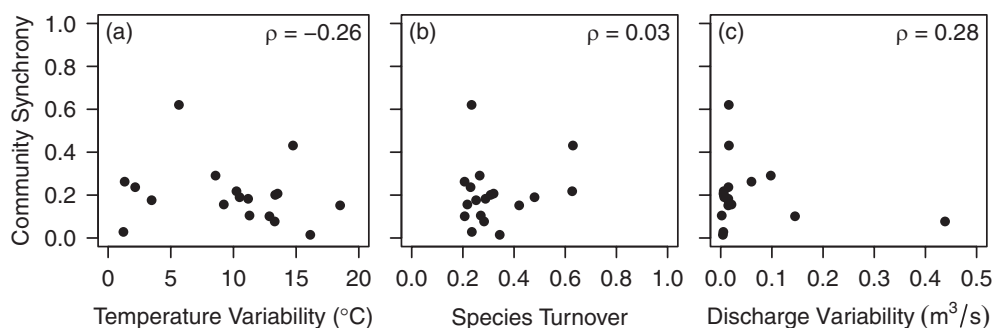 Community Synchrony
1.0
0.8
0.6
0.4
0.2
0.0
(a)
ρ = −0.26
0
5
10
15
20
Temperature Variability (°C)
(b)
ρ = 0.03
0.0
0.2
0.4
0.6
0.8
1.0
Species Turnover
(c)
ρ = 0.28
0.0
0.1
0.2
0.3
0.4
0.5
Discharge Variability (m³/s)